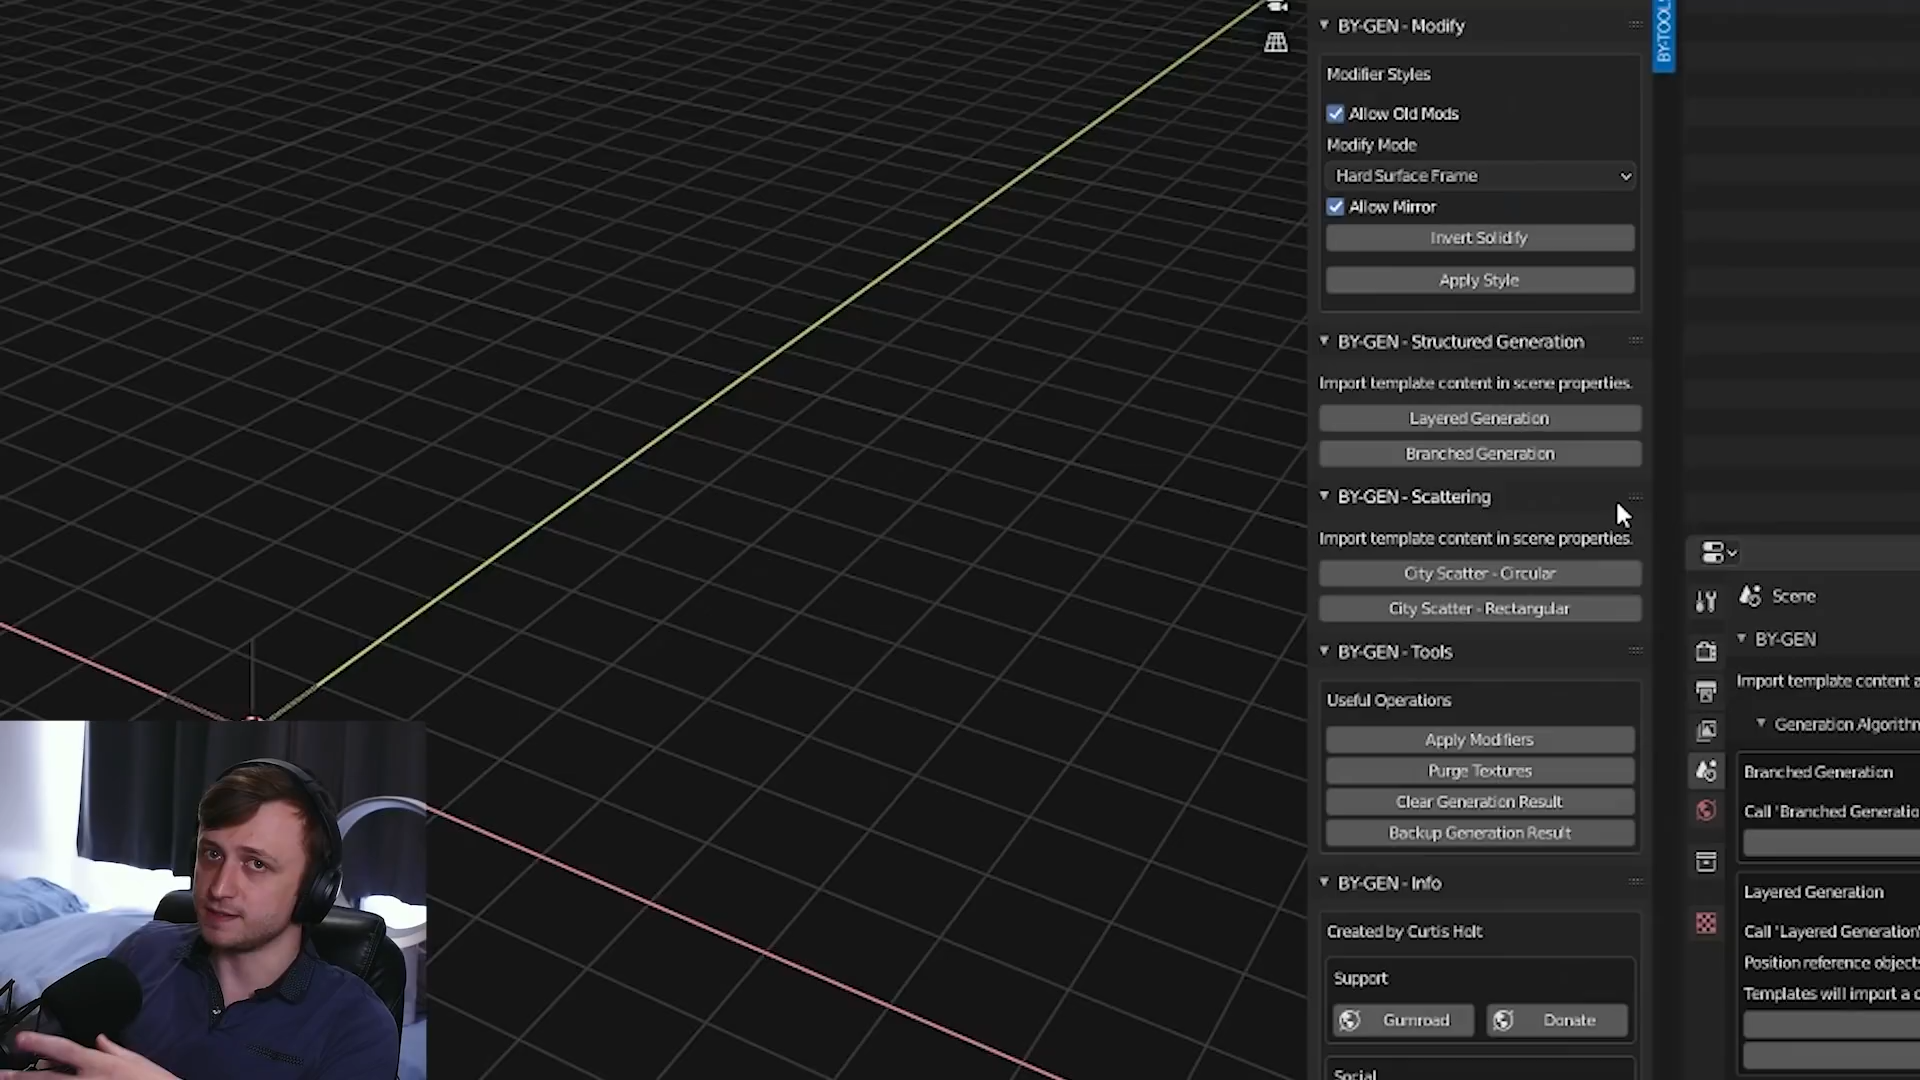 BY-TOOLS
BY-GEN - Modify
Modifier Styles
Allow Old Mods
Modify Mode
Hard Surface Frame
Allow Mirror
Invert Solidify
Apply Style
BY-GEN - Structured Generation
Import template content in scene properties.
Layered Generation
Branched Generation
BY-GEN - Scattering
Import template content in scene properties.
City Scatter - Circular
City Scatter - Rectangular
BY-GEN - Tools
Useful Operations
Apply Modifiers
Purge Textures
Clear Generation Result
Backup Generation Result
BY-GEN - Info
Created by Curtis Holt
Support
Gumroad
Donate
Social
Scene
BY-GEN
Import template content a
Generation Algorithm
Branched Generation
Call 'Branched Generatio
Layered Generation
Call 'Layered Generation'
Position reference objects
Templates will import a c